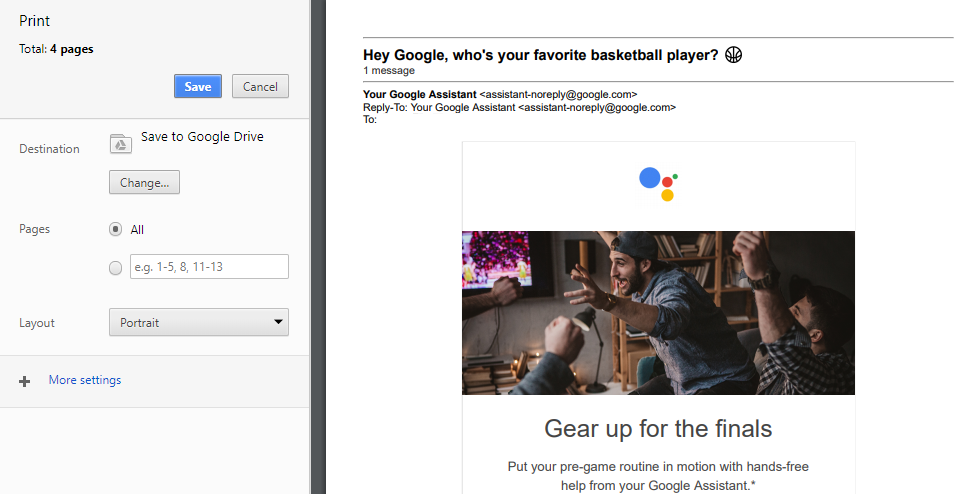 Print
Total: 4 pages
Save Cancel
Destination Save to Google Drive
Change...
Pages All
e.g. 1-5, 8, 11-13
Layout Portrait
More settings
Hey Google, who's your favorite basketball player? 🏀
1 message
Your Google Assistant <assistant-noreply@google.com>
Reply-To: Your Google Assistant <assistant-noreply@google.com>
To:
Gear up for the finals
Put your pre-game routine in motion with hands-free
help from your Google Assistant.*